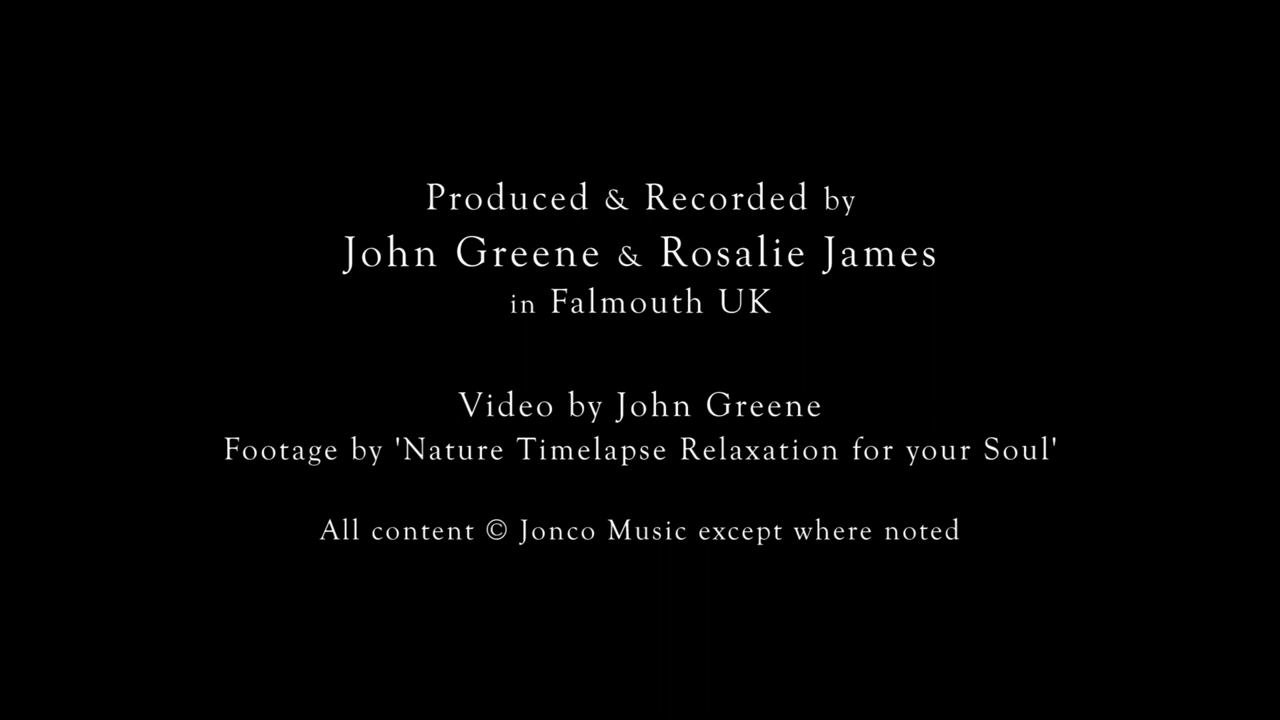 Produced & Recorded by
John Greene & Rosalie James
in Falmouth UK
Video by John Greene
Footage by 'Nature Timelapse Relaxation for your Soul'
All content © Jonco Music except where noted